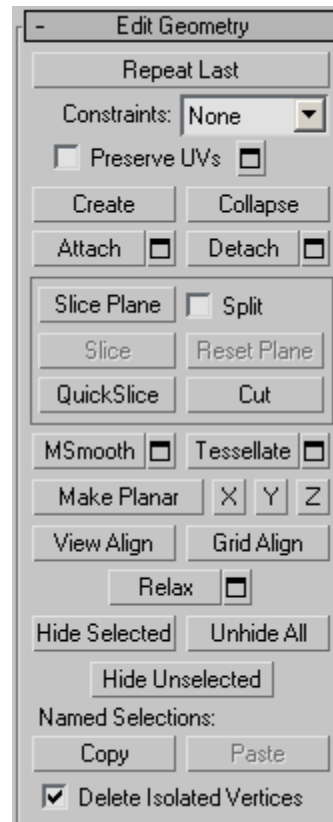 - Edit Geometry
Repeat Last
Constraints: None
Preserve UVs
Create Collapse
Attach Detach
Slice Plane Split
Slice Reset Plane
QuickSlice Cut
MSmooth Tessellate
Make Planar X Y Z
View Align Grid Align
Relax
Hide Selected Unhide All
Hide Unselected
Named Selections:
Copy Paste
Delete Isolated Vertices